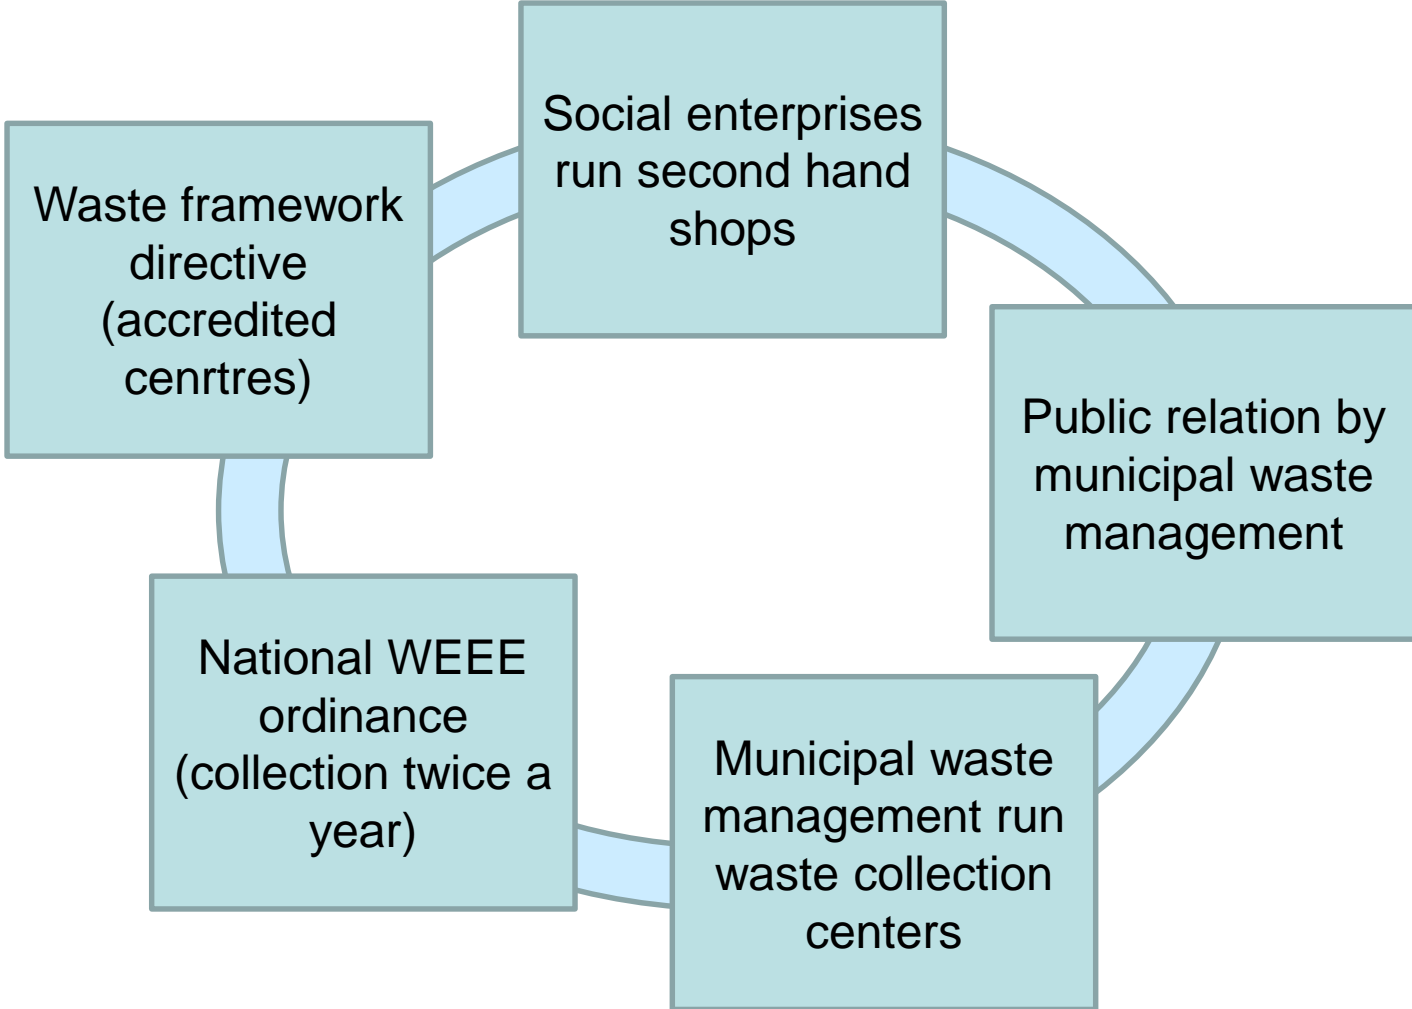 Social enterprises
run second hand
shops
Waste framework
directive
(accredited
cenrtres)
Public relation by
municipal waste
management
National WEEE
ordinance
(collection twice a
year)
Municipal waste
management run
waste collection
centers